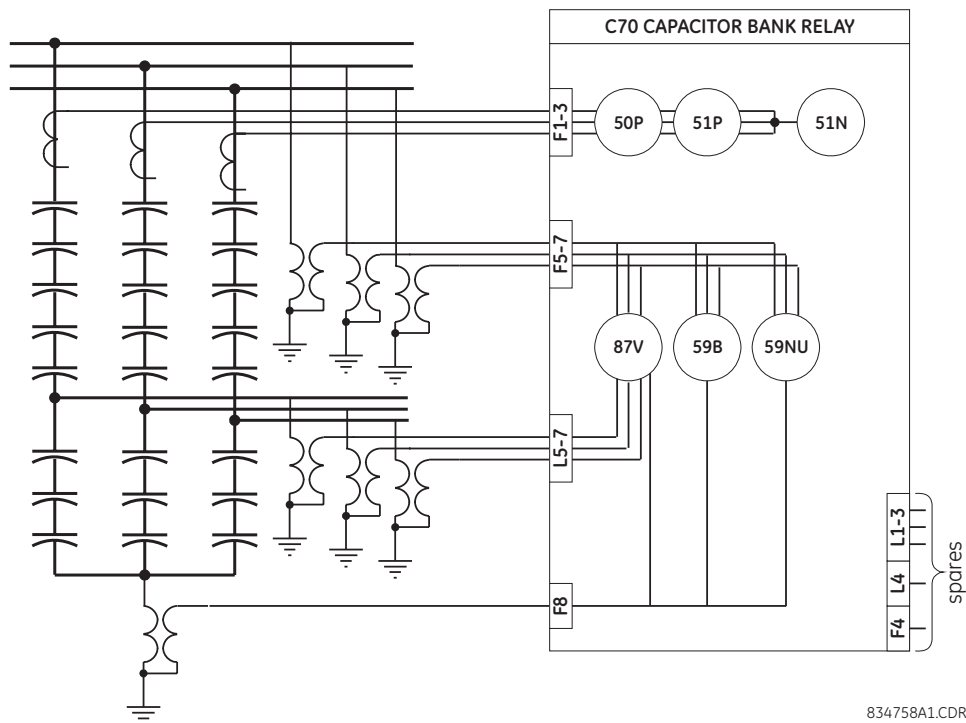 C70 CAPACITOR BANK RELAY
F1-3
50P
51P
51N
F5-7
87V
59B
59NU
L5-7
L1-3
L4
F4
spares
F8
834758A1.CDR